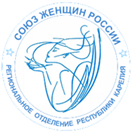 СОЮЗ ЖЕНЩИН РОССИИ
РЕГИОНАЛЬНОЕ ОТДЕЛЕНИЕ РЕСПУБЛИКИ КАРЕЛИЯ